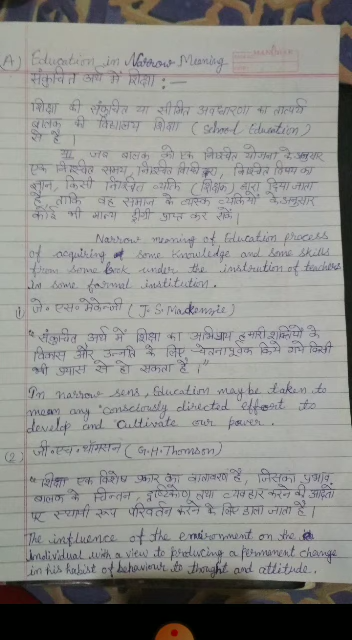 A) Education in Narrow Meaning
संकुचित अर्थ में शिक्षा : —
शिक्षा की संकुचित या सीमित अवधारणा का तात्पर्य
बालक की विद्यालय शिक्षा (School Education)
से है ।
जब बालक को एक निश्चित योजना के अनुसार
एक निश्चित समय, निश्चित विधि द्वारा, निश्चित विषय का
ज्ञान, किसी निश्चित व्यक्ति (शिक्षक) द्वारा दिया जाता
है ताकि वह समाज के व्यक्तियों के अनुसार
कोई भी मान्य डिग्री प्राप्त कर सके।
Narrow meaning of Education process
of acquiring some knowledge and some skills
from some book under the instrution of teachers
in some formal institution.
1) जे. एस. मेकेन्जी (J. S. Mackenzie)
"संकुचित अर्थ में शिक्षा का अभिप्राय हमारी शक्तियों के
विकास और उन्नति के लिए चेतनापूर्वक किये गये किसी
भी प्रयास से हो सकता है ।"
In narrow sens, Education may be taken to
mean any consciously directed effort to
develop and cultivate our power.
(2) जी. एच. थॉमसन (G. H. Thomson)
"शिक्षा एक विशेष प्रकार का वातावरण है, जिसका प्रभाव
बालक के चिन्तन, दृष्टिकोण तथा व्यवहार करने की आदतों
पर स्थायी रूप परिवर्तन करने के लिए डाला जाता है।
The influence of the environment on the
individual with a view to producing a permanent change
in his habist of behaviour to thought and attitude.